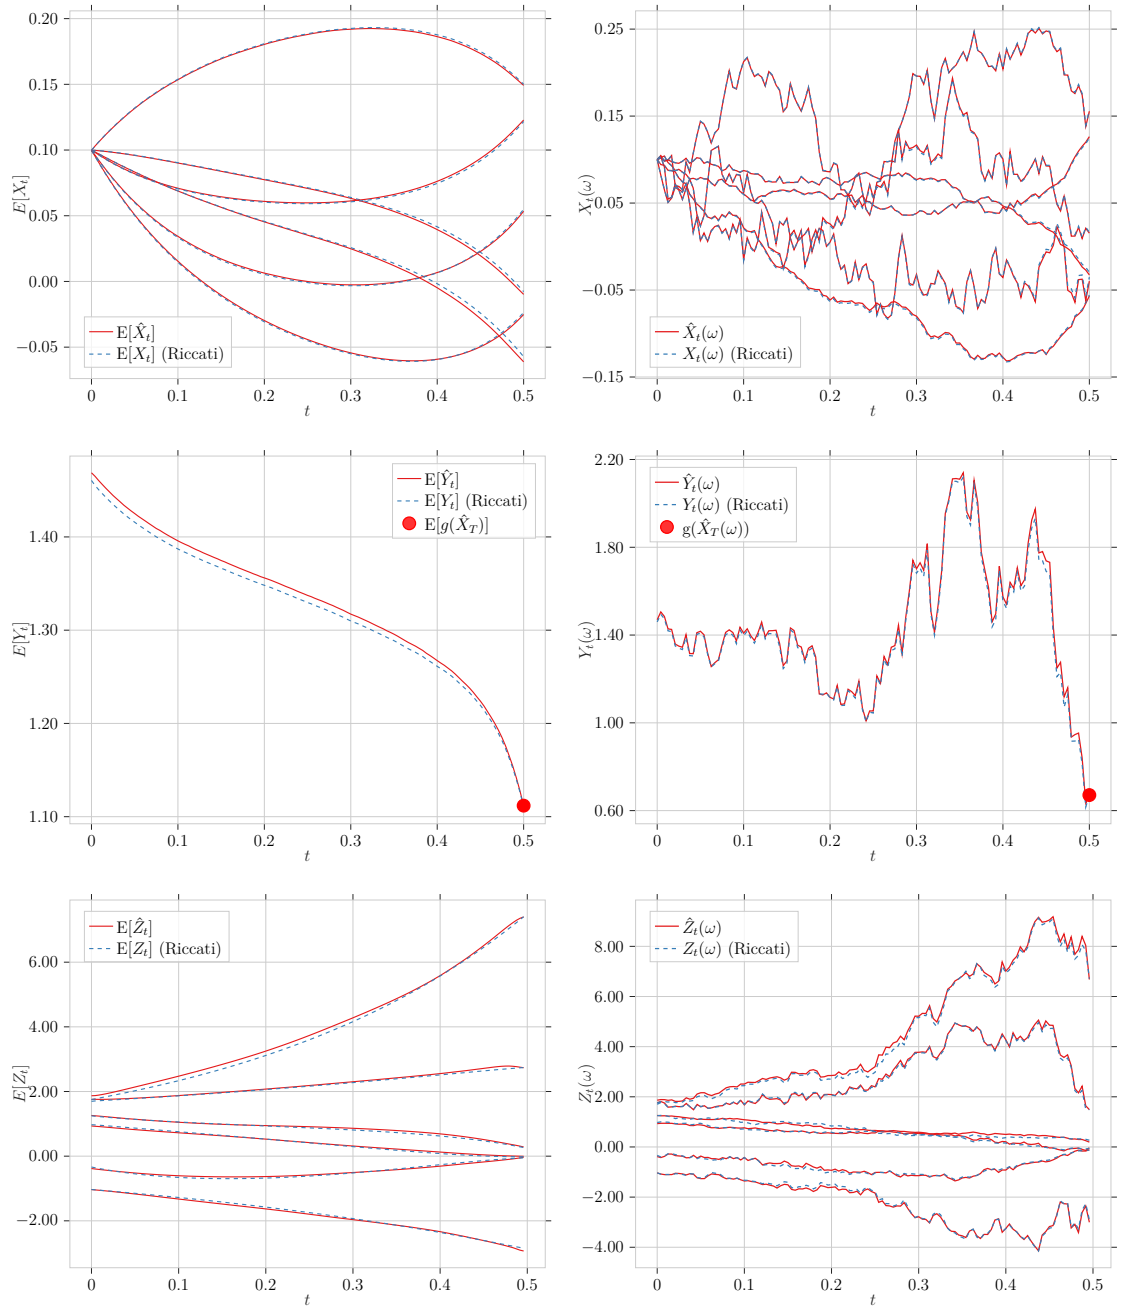 0.20
0.15
0.10
0.05
0.00
−0.05
E[X_t]
E[X̂_t]
E[X_t] (Riccati)
0 0.1 0.2 0.3 0.4 0.5
t
0.25
0.15
0.05
−0.05
−0.15
X_t(ω)
X̂_t(ω)
X_t(ω) (Riccati)
0 0.1 0.2 0.3 0.4 0.5
t
1.40
1.30
1.20
1.10
E[Y_t]
E[Ŷ_t]
E[Y_t] (Riccati)
E[g(X̂_T)]
0 0.1 0.2 0.3 0.4 0.5
t
2.20
1.80
1.40
1.00
0.60
Y_t(ω)
Ŷ_t(ω)
Y_t(ω) (Riccati)
g(X̂_T(ω))
0 0.1 0.2 0.3 0.4 0.5
t
6.00
4.00
2.00
0.00
−2.00
E[Z_t]
E[Ẑ_t]
E[Z_t] (Riccati)
0 0.1 0.2 0.3 0.4 0.5
t
8.00
6.00
4.00
2.00
0.00
−2.00
−4.00
Z_t(ω)
Ẑ_t(ω)
Z_t(ω) (Riccati)
0 0.1 0.2 0.3 0.4 0.5
t